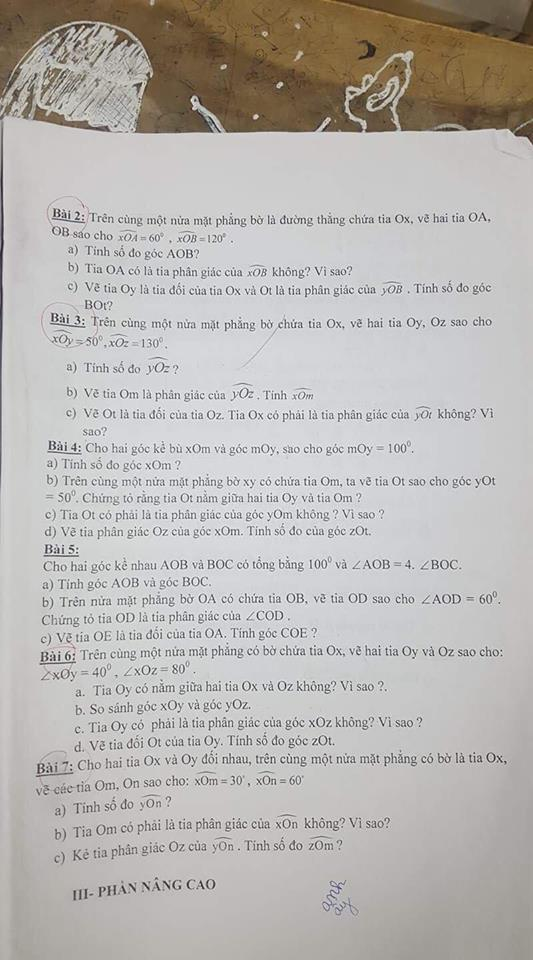 Bài 2: Trên cùng một nửa mặt phẳng bờ là đường thẳng chứa tia Ox, vẽ hai tia OA,
OB sao cho xOA = 60⁰ , xOB = 120⁰ .
a) Tính số đo góc AOB?
b) Tia OA có là tia phân giác của xOB không? Vì sao?
c) Vẽ tia Oy là tia đối của tia Ox và Ot là tia phân giác của yOB . Tính số đo góc
BOt?
Bài 3: Trên cùng một nửa mặt phẳng bờ chứa tia Ox, vẽ hai tia Oy, Oz sao cho
xOy = 50⁰, xOz = 130⁰.
a) Tính số đo yOz ?
b) Vẽ tia Om là phân giác của yOz . Tính xOm
c) Vẽ Ot là tia đối của tia Oz. Tia Ox có phải là tia phân giác của yOt không? Vì
sao?
Bài 4: Cho hai góc kề bù xOm và góc mOy, sao cho góc mOy = 100⁰.
a) Tính số đo góc xOm ?
b) Trên cùng một nửa mặt phẳng bờ xy có chứa tia Om, ta vẽ tia Ot sao cho góc yOt
= 50⁰. Chứng tỏ rằng tia Ot nằm giữa hai tia Oy và tia Om ?
c) Tia Ot có phải là tia phân giác của góc yOm không ? Vì sao ?
d) Vẽ tia phân giác Oz của góc xOm. Tính số đo của góc zOt.
Bài 5:
Cho hai góc kề nhau AOB và BOC có tổng bằng 100⁰ và ∠AOB = 4. ∠BOC.
a) Tính góc AOB và góc BOC.
b) Trên nửa mặt phẳng bờ OA có chứa tia OB, vẽ tia OD sao cho ∠AOD = 60⁰.
Chứng tỏ tia OD là tia phân giác của ∠COD .
c) Vẽ tia OE là tia đối của tia OA. Tính góc COE ?
Bài 6: Trên cùng một nửa mặt phẳng có bờ chứa tia Ox, vẽ hai tia Oy và Oz sao cho:
∠xOy = 40⁰ , ∠xOz = 80⁰ .
a. Tia Oy có nằm giữa hai tia Ox và Oz không? Vì sao ?.
b. So sánh góc xOy và góc yOz.
c. Tia Oy có phải là tia phân giác của góc xOz không? Vì sao ?
d. Vẽ tia đối Ot của tia Oy. Tính số đo góc zOt.
Bài 7: Cho hai tia Ox và Oy đối nhau, trên cùng một nửa mặt phẳng có bờ là tia Ox,
vẽ các tia Om, On sao cho: xOm = 30°, xOn = 60°
a) Tính số đo yOn ?
b) Tia Om có phải là tia phân giác của xOn không? Vì sao?
c) Kẻ tia phân giác Oz của yOn . Tính số đo zOm ?
III- PHẦN NÂNG CAO